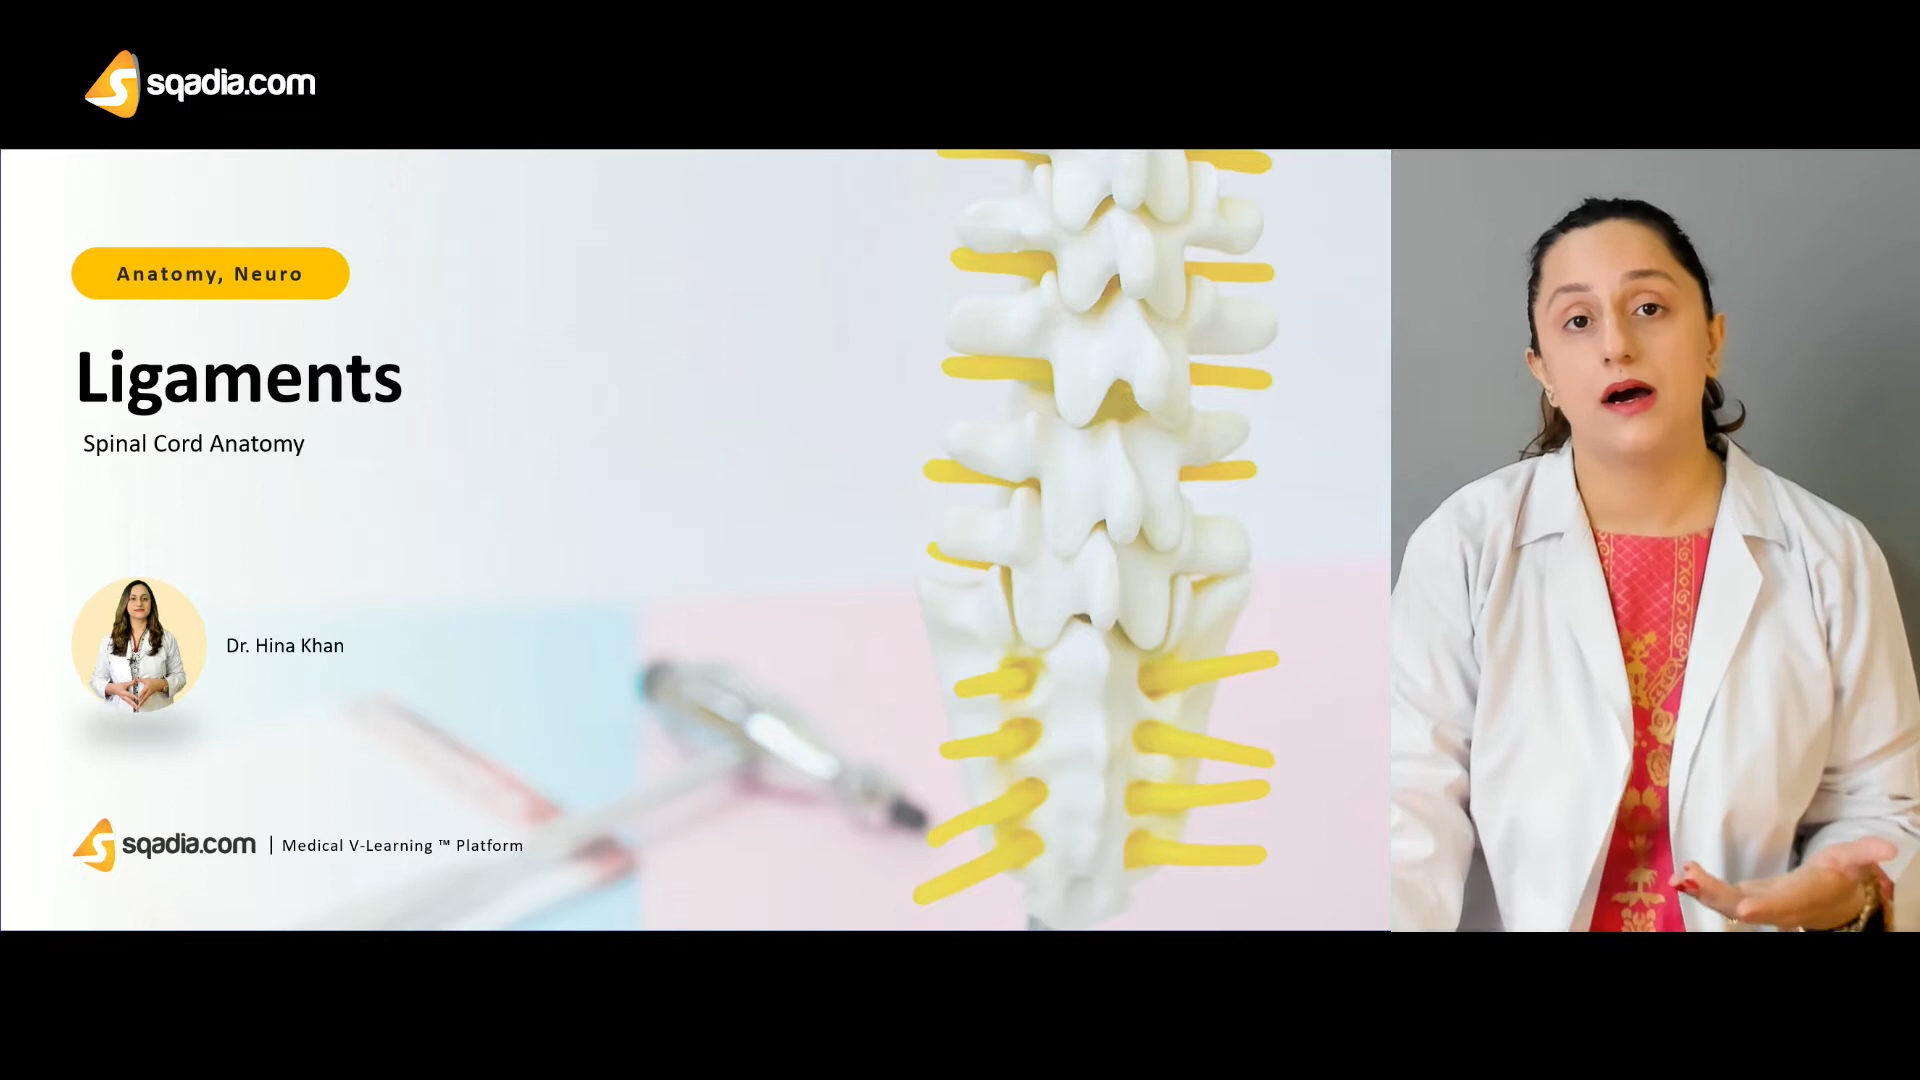 sqadia.com
Anatomy, Neuro
Ligaments
Spinal Cord Anatomy
Dr. Hina Khan
sqadia.com | Medical V-Learning ™ Platform